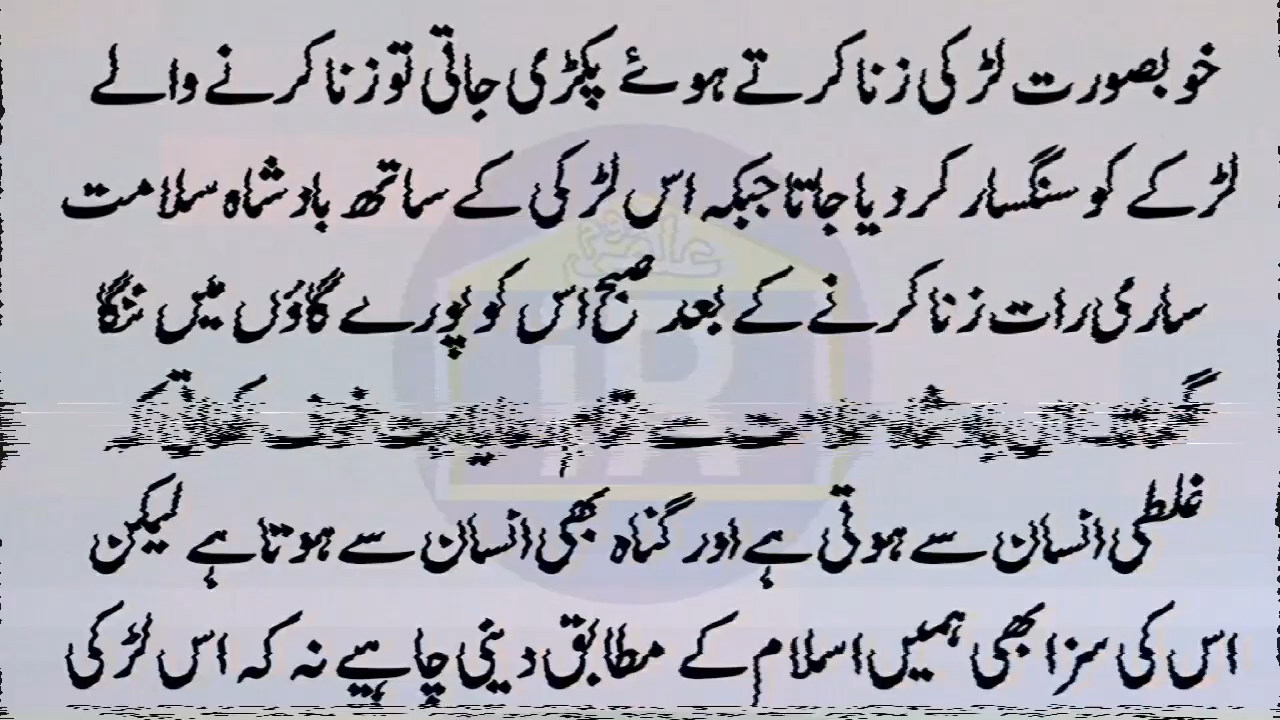 خوبصورت لڑکی زنا کرتے ہوئے پکڑی جاتی تو زنا کرنے والے
لڑکے کو سنگسار کر دیا جاتا جبکہ اس لڑکی کے ساتھ بادشاہ سلامت
ساری رات زنا کرنے کے بعد صبح اس کو پورے گاؤں میں ننگا
غلطی انسان سے ہوتی ہے اور گناہ بھی انسان سے ہوتا ہے لیکن
اس کی سزا بھی ہمیں اسلام کے مطابق دینی چاہیے نہ کہ اس لڑکی